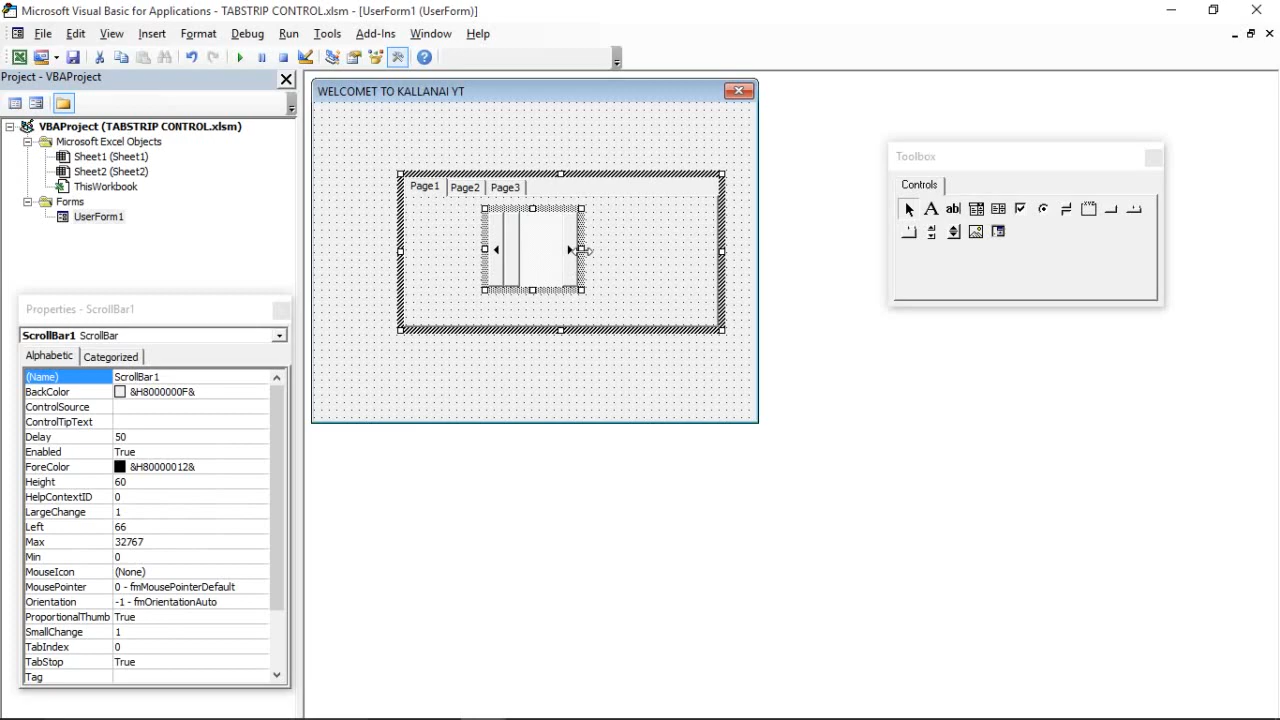 Microsoft Visual Basic for Applications - TABSTRIP CONTROL.xlsm - [UserForm1 (UserForm)]
File Edit View Insert Format Debug Run Tools Add-Ins Window Help
Project - VBAProject
VBAProject (TABSTRIP CONTROL.xlsm)
Microsoft Excel Objects
Sheet1 (Sheet1)
Sheet2 (Sheet2)
ThisWorkbook
Forms
UserForm1
Properties - ScrollBar1
ScrollBar1 ScrollBar
Alphabetic Categorized
(Name) ScrollBar1
BackColor &H8000000F&
ControlSource
ControlTipText
Delay 50
Enabled True
ForeColor &H80000012&
Height 60
HelpContextID 0
LargeChange 1
Left 66
Max 32767
Min 0
MouseIcon (None)
MousePointer 0 - fmMousePointerDefault
Orientation -1 - fmOrientationAuto
ProportionalThumb True
SmallChange 1
TabIndex 0
TabStop True
Tag
WELCOMET TO KALLANAI YT
Page1 Page2 Page3
Toolbox
Controls
A ab
XYZ